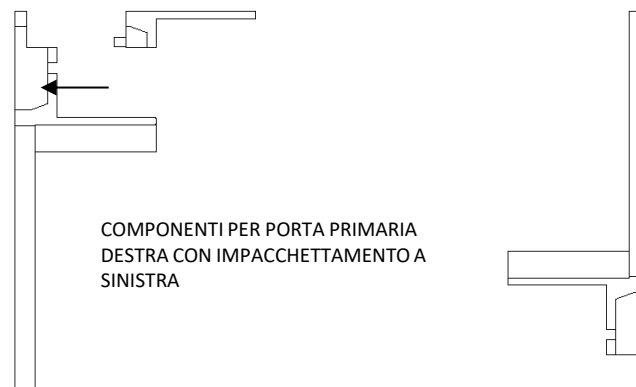 COMPONENTI PER PORTA PRIMARIA
DESTRA CON IMPACCHETTAMENTO A
SINISTRA